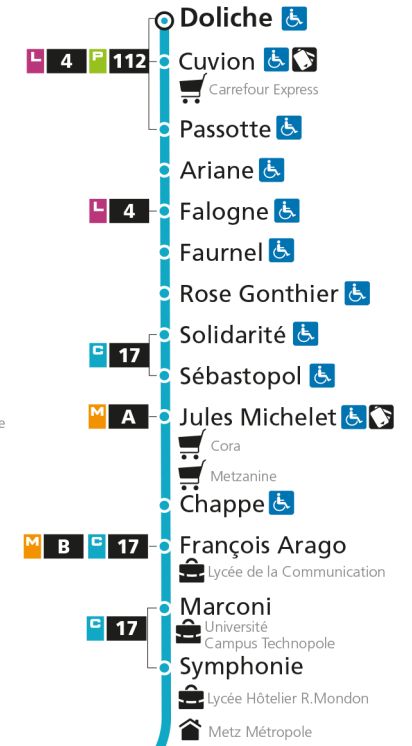 Doliche
L 4 P 112 Cuvion
Carrefour Express
Passotte
Ariane
L 4 Falogne
Faurnel
Rose Gonthier
Solidarité
C 17
Sébastopol
M A Jules Michelet
e
Cora
Metzanine
Chappe
M B C 17 François Arago
Lycée de la Communication
Marconi
C 17 Université
Campus Technopole
Symphonie
Lycée Hôtelier R.Mondon
Metz Métropole